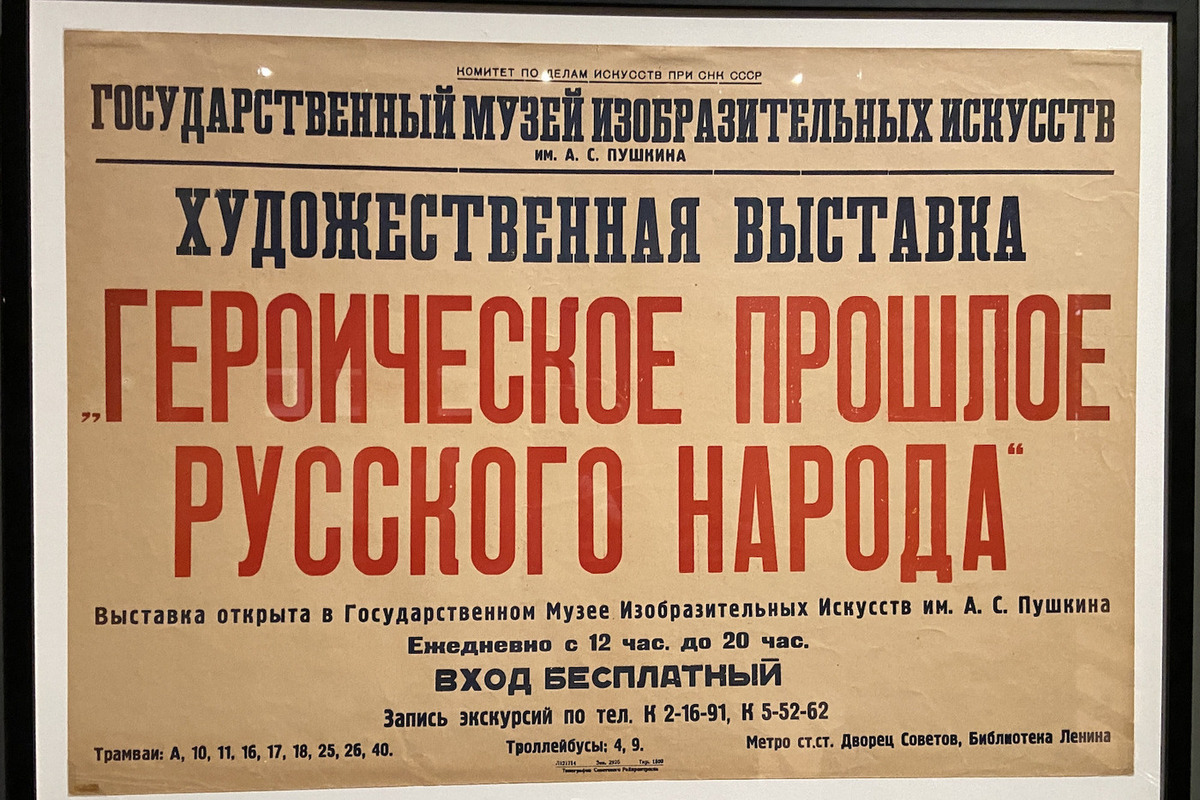 КОМИТЕТ ПО ДЕЛАМ ИСКУССТВ ПРИ СНК СССР
ГОСУДАРСТВЕННЫЙ МУЗЕЙ ИЗОБРАЗИТЕЛЬНЫХ ИСКУССТВ
ИМ. А. С. ПУШКИНА
ХУДОЖЕСТВЕННАЯ ВЫСТАВКА
„ГЕРОИЧЕСКОЕ ПРОШЛОЕ
РУССКОГО НАРОДА“
Выставка открыта в Государственном Музее Изобразительных Искусств им. А. С. Пушкина
Ежедневно с 12 час. до 20 час.
ВХОД БЕСПЛАТНЫЙ
Запись экскурсий по тел. К 2-16-91, К 5-52-62
Трамваи: А, 10, 11, 16, 17, 18, 25, 26, 40. Троллейбусы: 4, 9. Метро ст.ст. Дворец Советов, Библиотека Ленина
Зак. Тир.
Типография